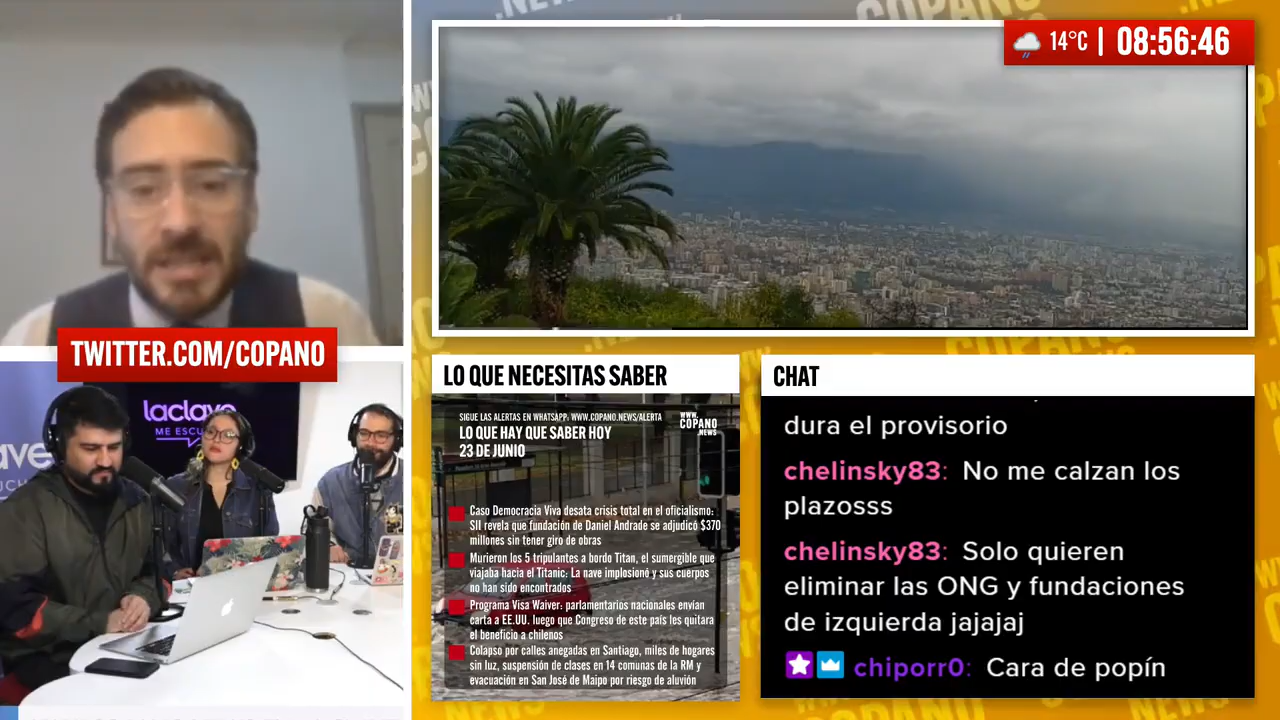 TWITTER.COM/COPANO
laclave
ME ESCU
14°C | 08:56:46
LO QUE NECESITAS SABER
SIGUE LAS ALERTAS EN WHATSAPP: WWW.COPANO.NEWS/ALERTA
LO QUE HAY QUE SABER HOY
23 DE JUNIO
WWW.
COPANO
.NEWS
Caso Democracia Viva desata crisis total en el oficialismo:
SII revela que fundación de Daniel Andrade se adjudicó $370
millones sin tener giro de obras
Murieron los 5 tripulantes a bordo Titan, el sumergible que
viajaba hacia el Titanic: La nave implosionó y sus cuerpos
no han sido encontrados
Programa Visa Waiver: parlamentarios nacionales envían
carta a EE.UU. luego que Congreso de este país les quitara
el beneficio a chilenos
Colapso por calles anegadas en Santiago, miles de hogares
sin luz, suspensión de clases en 14 comunas de la RM y
evacuación en San José de Maipo por riesgo de aluvión
CHAT
dura el provisorio
chelinsky83: No me calzan los
plazosss
chelinsky83: Solo quieren
eliminar las ONG y fundaciones
de izquierda jajajaj
chiporr0: Cara de popín